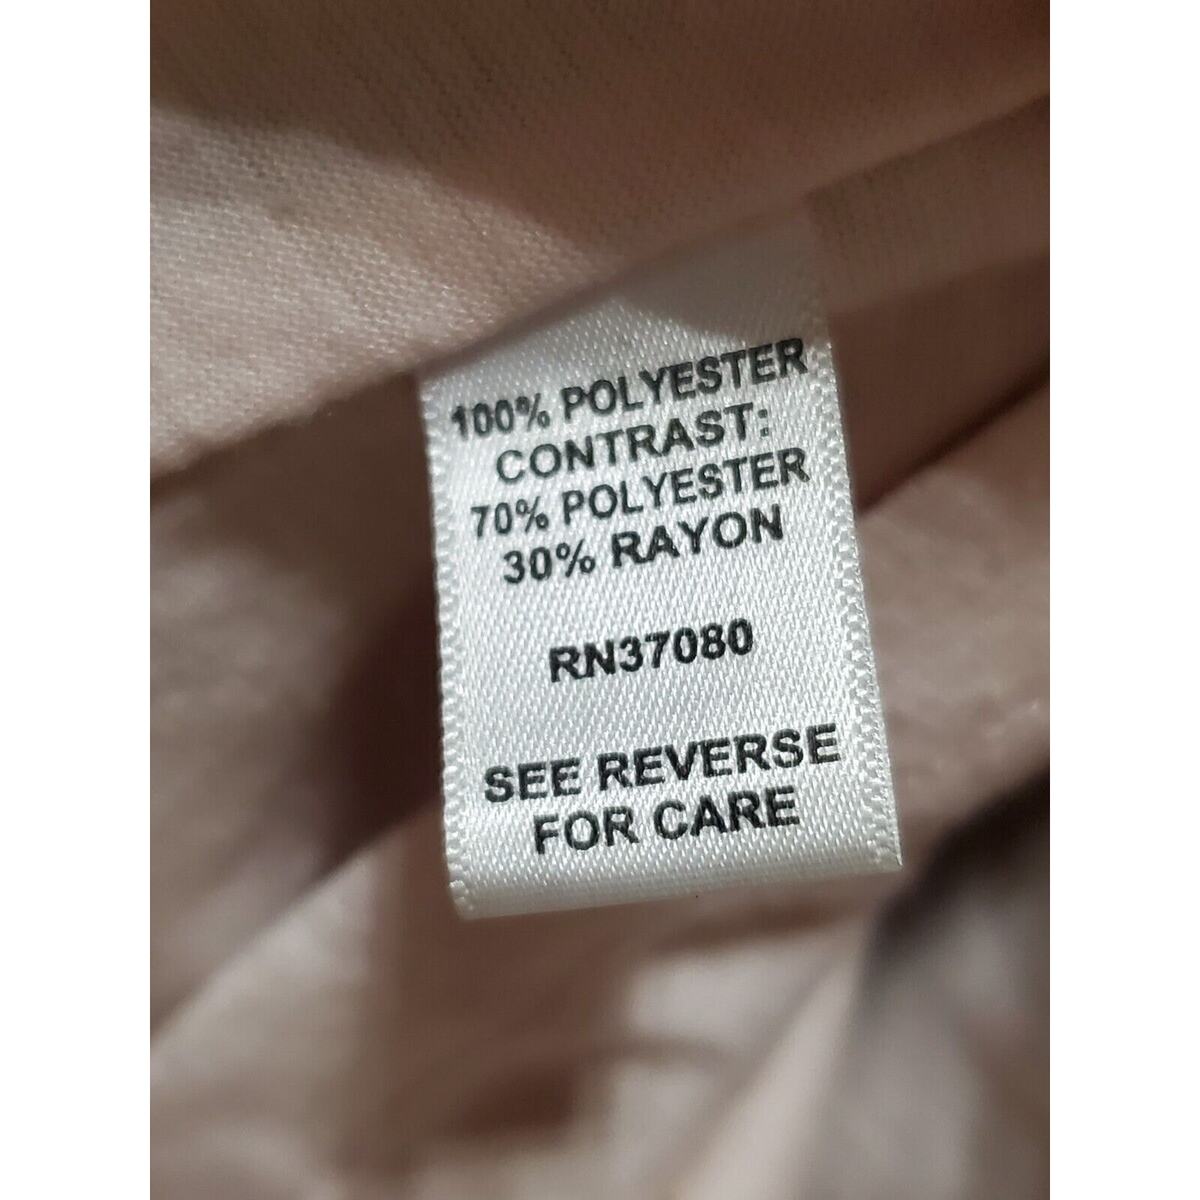 100% POLYESTER
CONTRAST:
70% POLYESTER
30% RAYON
RN37080
SEE REVERSE
FOR CARE